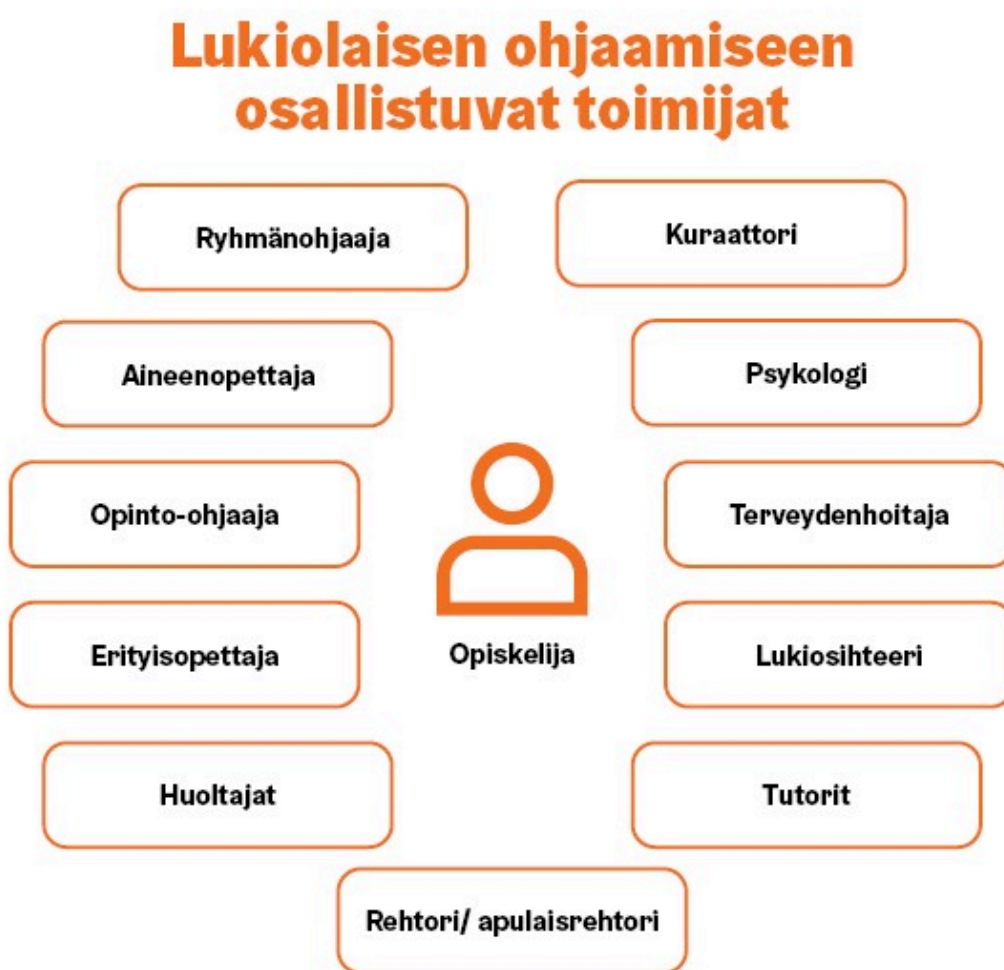 Lukiolaisen ohjaamiseen
osallistuvat toimijat
Ryhmänohjaaja
Kuraattori
Aineenopettaja
Psykologi
Opinto-ohjaaja
Terveydenhoitaja
Erityisopettaja
Opiskelija
Lukiosihteeri
Huoltajat
Tutorit
Rehtori/ apulaisrehtori